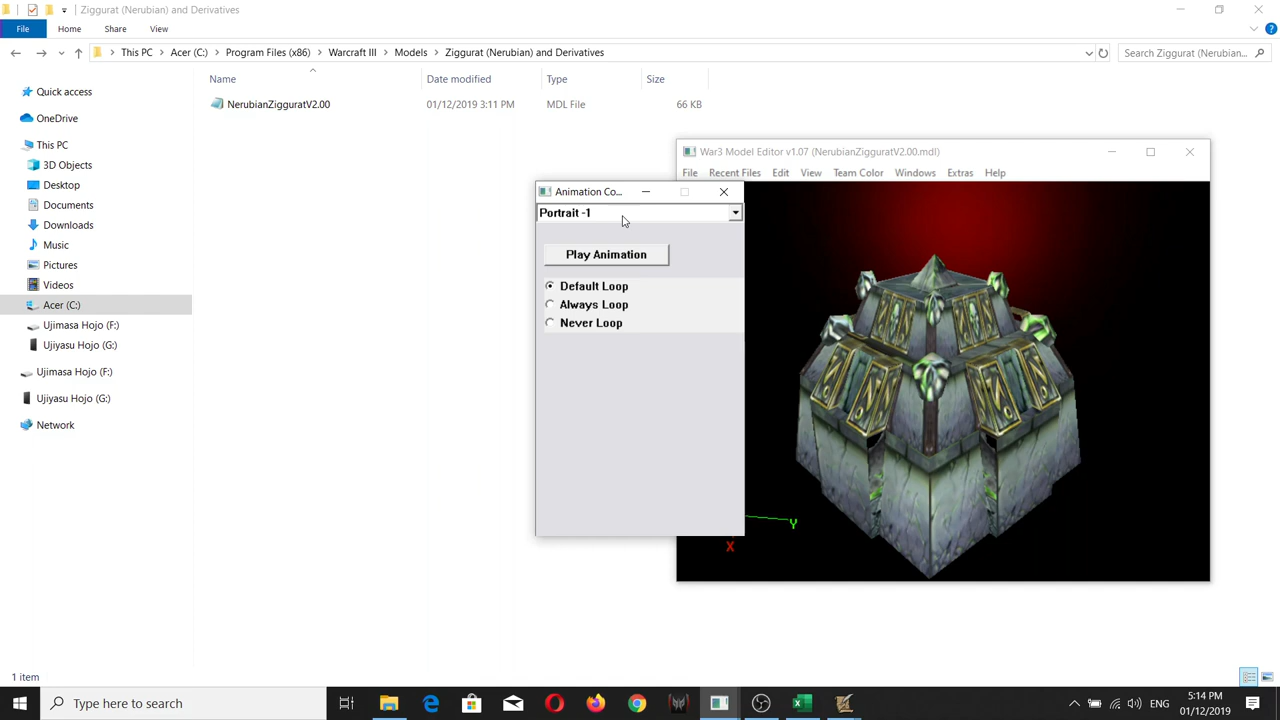 Ziggurat (Nerubian) and Derivatives
File Home Share View
This PC Acer (C:) Program Files (x86) Warcraft III Models Ziggurat (Nerubian) and Derivatives
Search Ziggurat (Nerubian...
Name Date modified Type Size
NerubianZigguratV2.00 01/12/2019 3:11 PM MDL File 66 KB
Quick access
OneDrive
This PC
3D Objects
Desktop
Documents
Downloads
Music
Pictures
Videos
Acer (C:)
Ujimasa Hojo (F:)
Ujiyasu Hojo (G:)
Ujimasa Hojo (F:)
Ujiyasu Hojo (G:)
Network
War3 Model Editor v1.07 (NerubianZigguratV2.00.mdl)
File Recent Files Edit View Team Color Windows Extras Help
Animation Co...
Portrait -1
Play Animation
Default Loop
Always Loop
Never Loop
Y
X
1 item
Type here to search
ENG
5:14 PM
01/12/2019